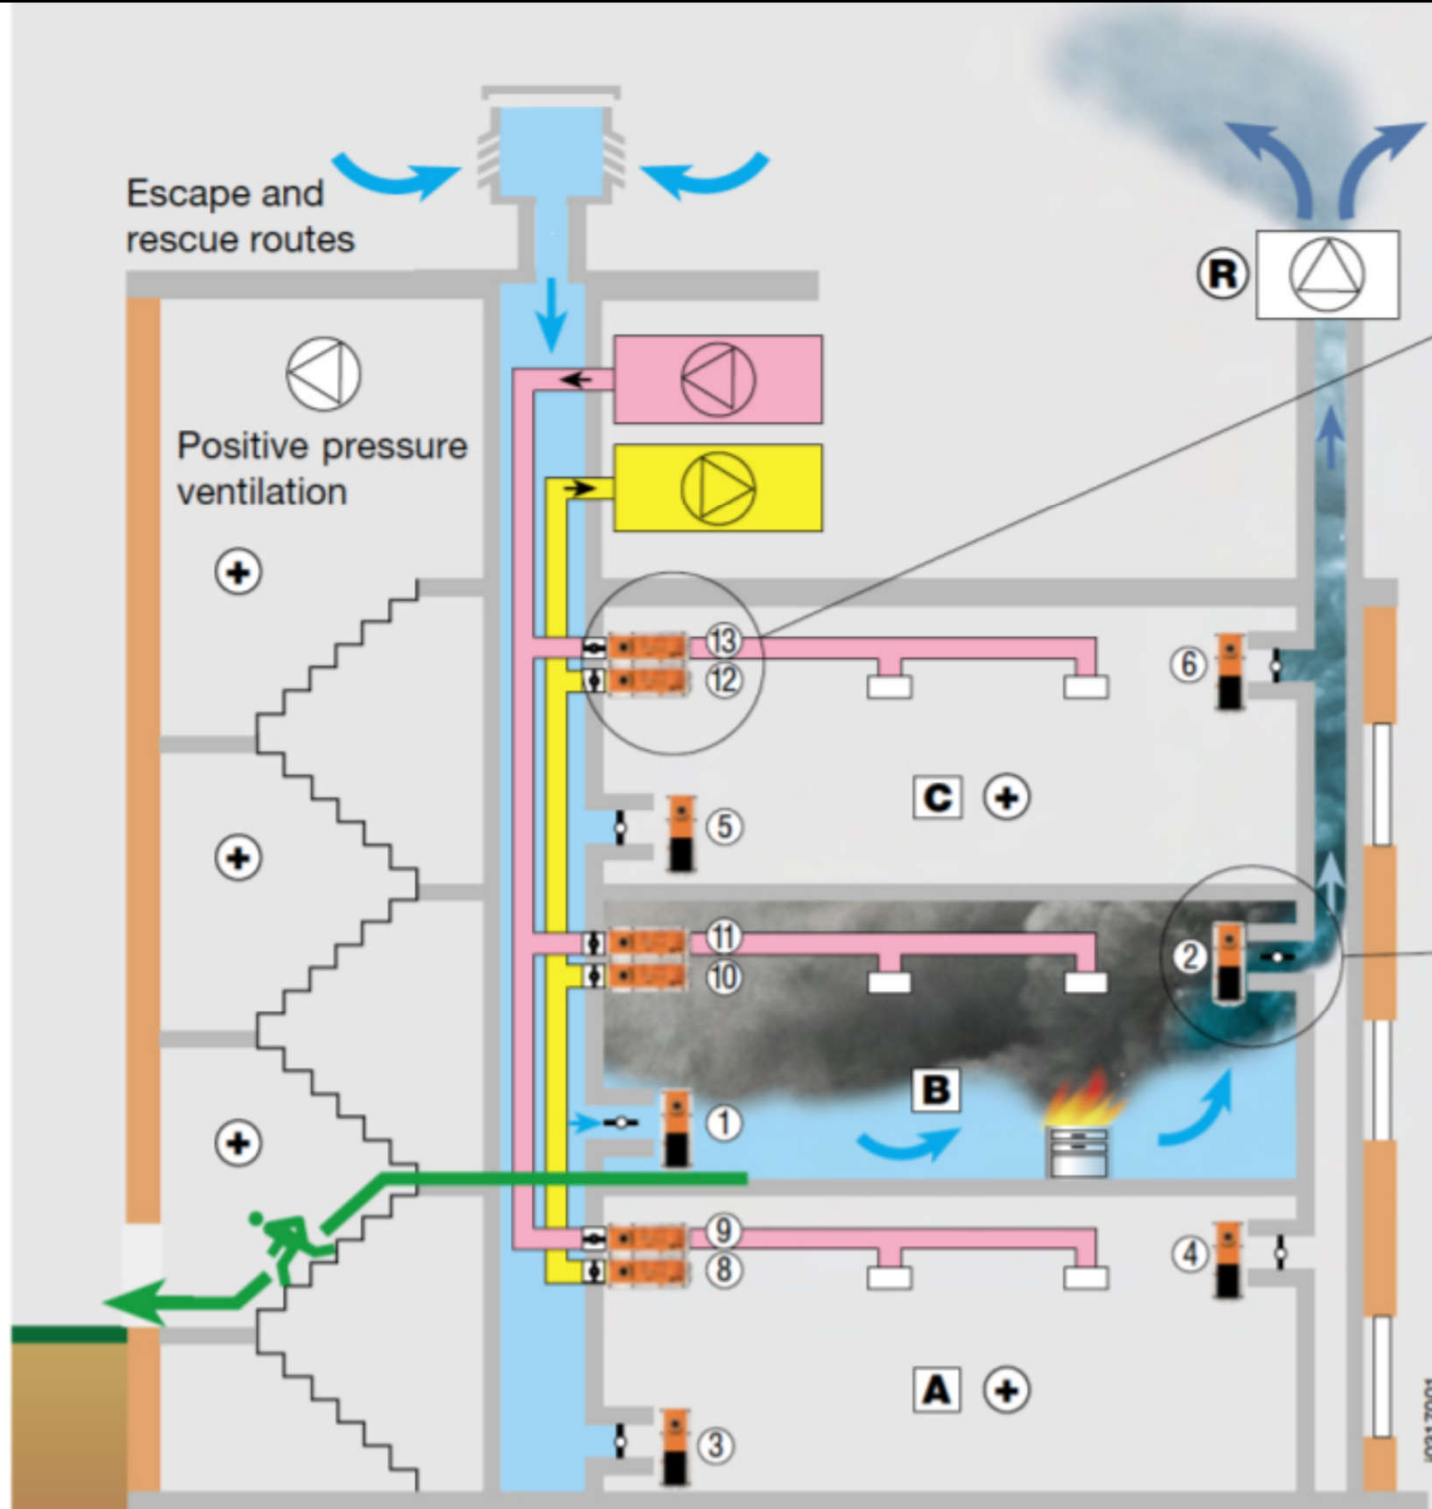 Escape and
rescue routes
R
Positive pressure
ventilation
+
13
12
6
C +
5
+
11
2
10
B
1
+
9
4
8
A +
3